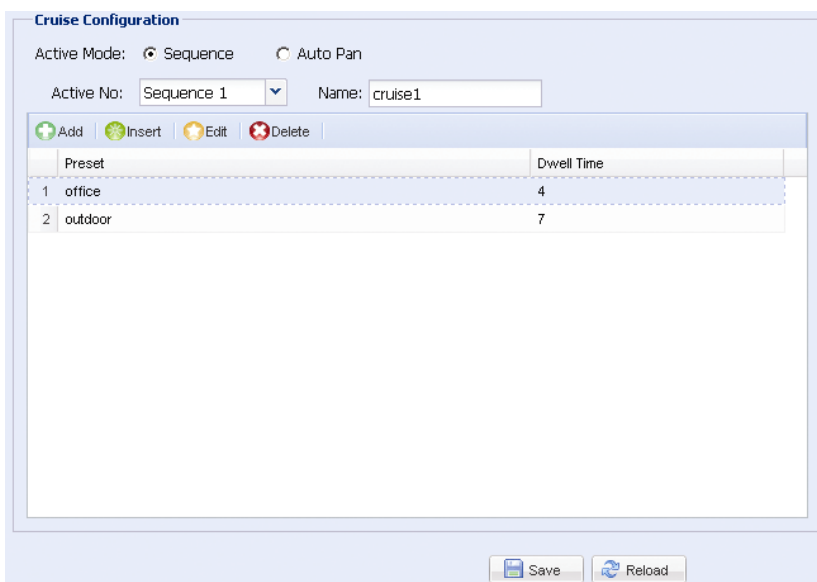 Cruise Configuration
Active Mode: Sequence Auto Pan
Active No: Sequence 1 Name: cruise1
Add Insert Edit Delete
Preset Dwell Time
1 office 4
2 outdoor 7
Save Reload